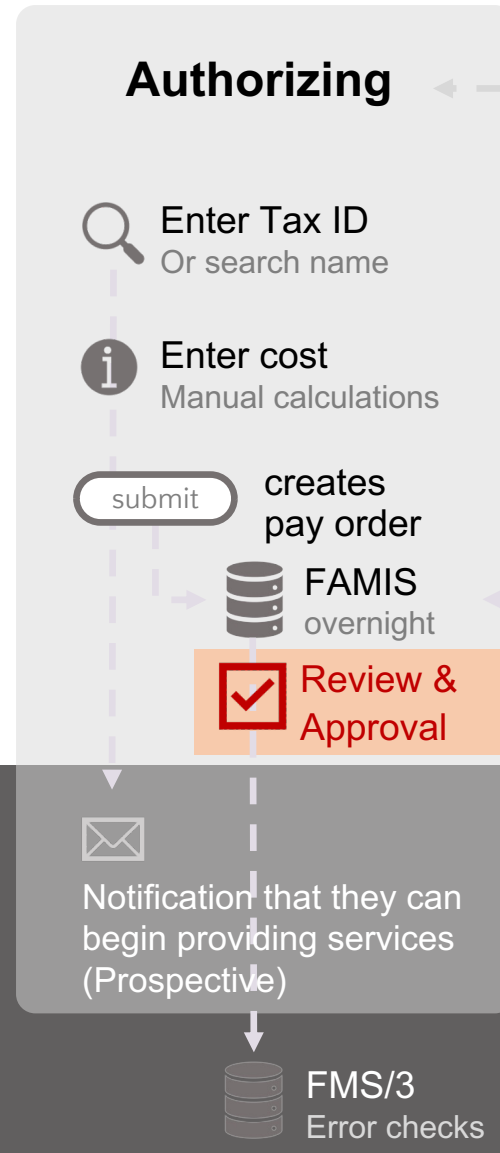 Authorizing
Enter Tax ID
Or search name
Enter cost
Manual calculations
submit
creates
pay order
FAMIS
overnight
Review &
Approval
Notification that they can
begin providing services
(Prospective)
FMS/3
Error checks